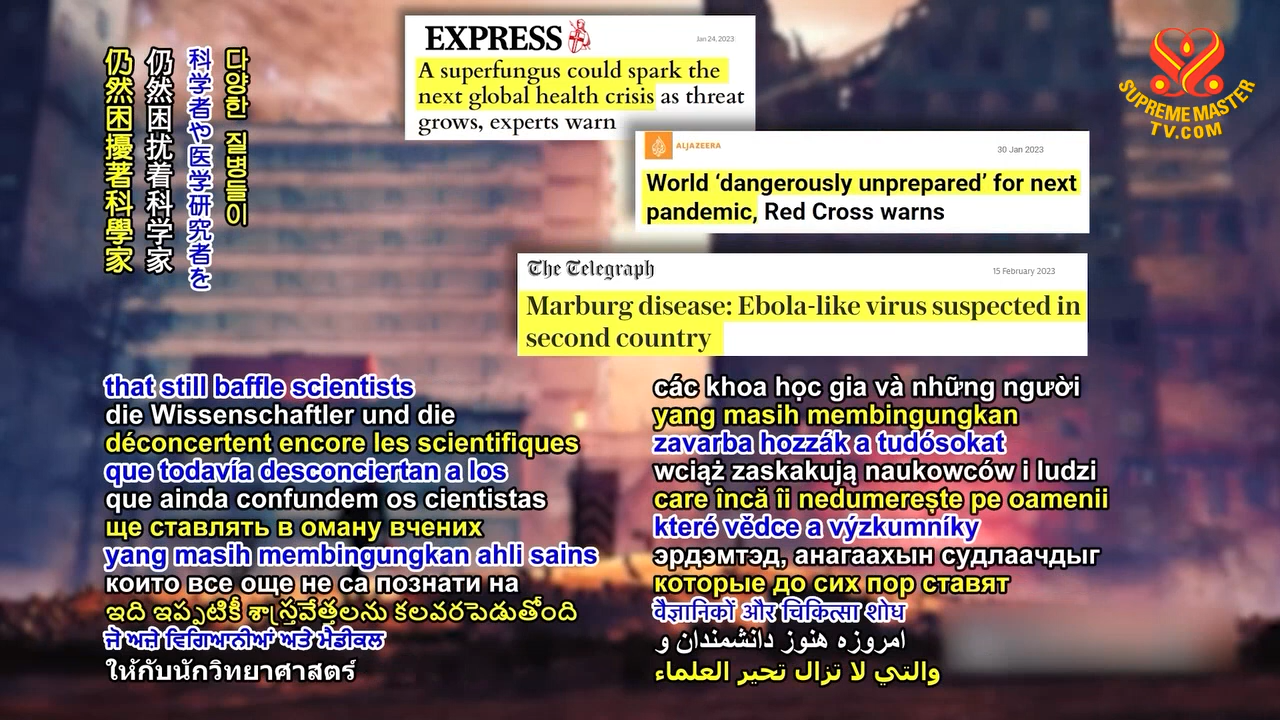 EXPRESS
Jan 24, 2023
A superfungus could spark the
next global health crisis as threat
grows, experts warn
ALJAZEERA
30 Jan 2023
World ‘dangerously unprepared’ for next
pandemic, Red Cross warns
The Telegraph
15 February 2023
Marburg disease: Ebola-like virus suspected in
second country
SUPREME MASTER
TV.COM
다양한 질병들이
科学者や医学研究者を
仍然困扰着科学家
仍然困擾著科學家
that still baffle scientists
die Wissenschaftler und die
déconcertent encore les scientifiques
que todavía desconciertan a los
que ainda confundem os cientistas
ще ставлять в оману вчених
yang masih membingungkan ahli sains
които все още не са познати на
ఇది ఇప్పటికీ శాస్త్రవేత్తలను కలవరపెడుతోంది
ਜੋ ਅਜੇ ਵਿਗਿਆਨੀਆਂ ਅਤੇ ਮੈਡੀਕਲ
ให้กับนักวิทยาศาสตร์
các khoa học gia và những người
yang masih membingungkan
zavarba hozzák a tudósokat
wciąż zaskakują naukowców i ludzi
care încă îi nedumerește pe oamenii
které vědce a výzkumníky
эрдэмтэд, анагаахын судлаачдыг
которые до сих пор ставят
वैज्ञानिकों और चिकित्सा शोध
امروزه هنوز دانشمندان و
والتي لا تزال تحير العلماء